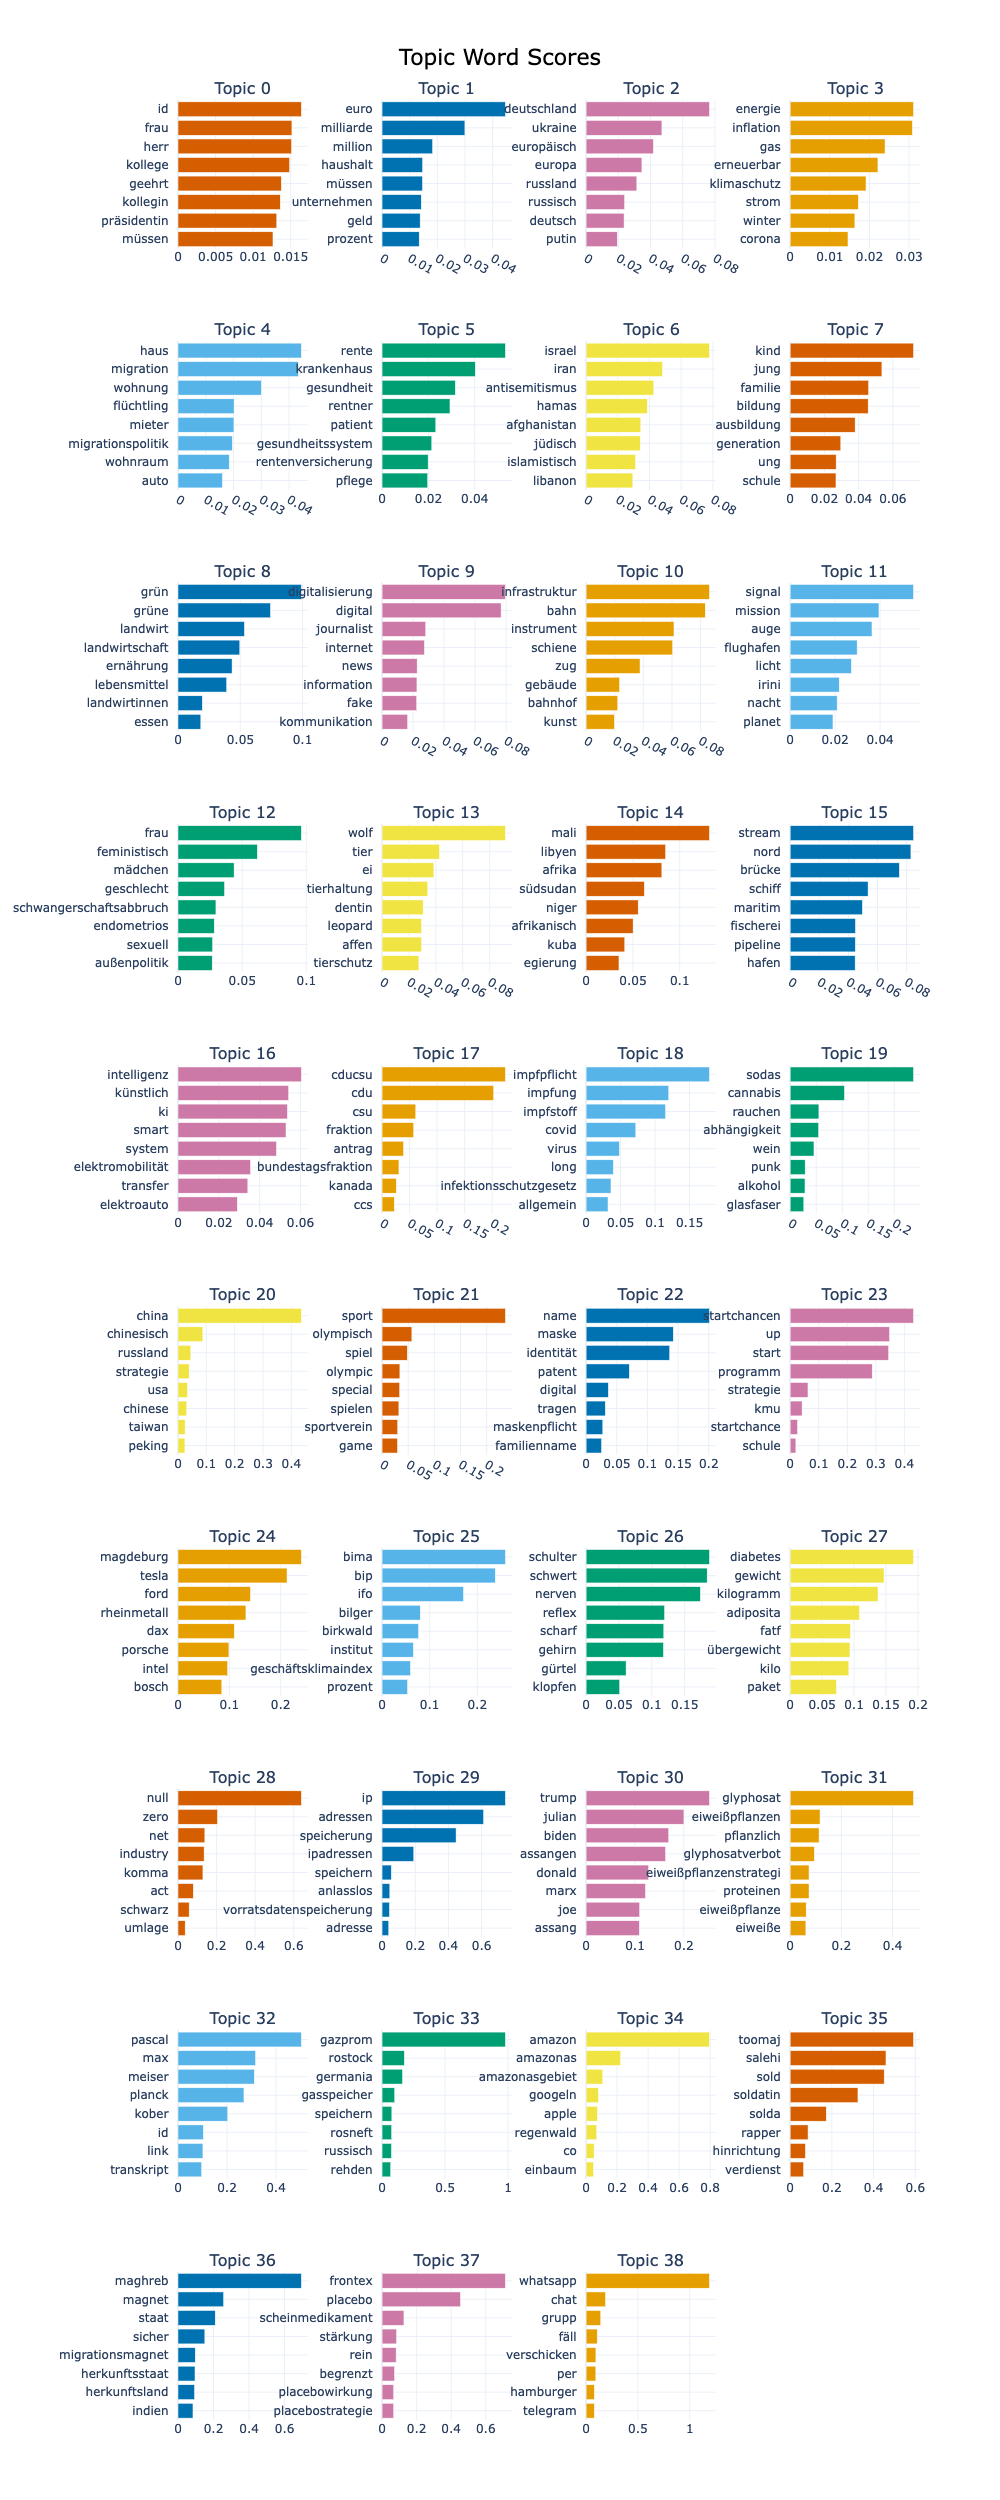 Topic Word Scores
Topic 0
id
frau
herr
kollege
geehrt
kollegin
präsidentin
müssen
0 0.005 0.01 0.015
Topic 1
euro
milliarde
million
haushalt
müssen
unternehmen
geld
prozent
0 0.01 0.02 0.03 0.04
Topic 2
deutschland
ukraine
europäisch
europa
russland
russisch
deutsch
putin
0 0.02 0.04 0.06 0.08
Topic 3
energie
inflation
gas
erneuerbar
klimaschutz
strom
winter
corona
0 0.01 0.02 0.03
Topic 4
haus
migration
wohnung
flüchtling
mieter
migrationspolitik
wohnraum
auto
0 0.01 0.02 0.03 0.04
Topic 5
rente
krankenhaus
gesundheit
rentner
patient
gesundheitssystem
rentenversicherung
pflege
0 0.02 0.04
Topic 6
israel
iran
antisemitismus
hamas
afghanistan
jüdisch
islamistisch
libanon
0 0.02 0.04 0.06 0.08
Topic 7
kind
jung
familie
bildung
ausbildung
generation
ung
schule
0 0.02 0.04 0.06
Topic 8
grün
grüne
landwirt
landwirtschaft
ernährung
lebensmittel
landwirtinnen
essen
0 0.05 0.1
Topic 9
digitalisierung
digital
journalist
internet
news
information
fake
kommunikation
0 0.02 0.04 0.06 0.08
Topic 10
infrastruktur
bahn
instrument
schiene
zug
gebäude
bahnhof
kunst
0 0.02 0.04 0.06 0.08
Topic 11
signal
mission
auge
flughafen
licht
irini
nacht
planet
0 0.02 0.04
Topic 12
frau
feministisch
mädchen
geschlecht
schwangerschaftsabbruch
endometrios
sexuell
außenpolitik
0 0.05 0.1
Topic 13
wolf
tier
ei
tierhaltung
dentin
leopard
affen
tierschutz
0 0.02 0.04 0.06 0.08
Topic 14
mali
libyen
afrika
südsudan
niger
afrikanisch
kuba
egierung
0 0.05 0.1
Topic 15
stream
nord
brücke
schiff
maritim
fischerei
pipeline
hafen
0 0.02 0.04 0.06 0.08
Topic 16
intelligenz
künstlich
ki
smart
system
elektromobilität
transfer
elektroauto
0 0.02 0.04 0.06
Topic 17
cducsu
cdu
csu
fraktion
antrag
bundestagsfraktion
kanada
ccs
0 0.05 0.1 0.15 0.2
Topic 18
impfpflicht
impfung
impfstoff
covid
virus
long
infektionsschutzgesetz
allgemein
0 0.05 0.1 0.15
Topic 19
sodas
cannabis
rauchen
abhängigkeit
wein
punk
alkohol
glasfaser
0 0.05 0.1 0.15 0.2
Topic 20
china
chinesisch
russland
strategie
usa
chinese
taiwan
peking
0 0.1 0.2 0.3 0.4
Topic 21
sport
olympisch
spiel
olympic
special
spielen
sportverein
game
0 0.05 0.1 0.15 0.2
Topic 22
name
maske
identität
patent
digital
tragen
maskenpflicht
familienname
0 0.05 0.1 0.15 0.2
Topic 23
startchancen
up
start
programm
strategie
kmu
startchance
schule
0 0.1 0.2 0.3 0.4
Topic 24
magdeburg
tesla
ford
rheinmetall
dax
porsche
intel
bosch
0 0.1 0.2
Topic 25
bima
bip
ifo
bilger
birkwald
institut
geschäftsklimaindex
prozent
0 0.1 0.2
Topic 26
schulter
schwert
nerven
reflex
scharf
gehirn
gürtel
klopfen
0 0.05 0.1 0.15
Topic 27
diabetes
gewicht
kilogramm
adiposita
fatf
übergewicht
kilo
paket
0 0.05 0.1 0.15 0.2
Topic 28
null
zero
net
industry
komma
act
schwarz
umlage
0 0.2 0.4 0.6
Topic 29
ip
adressen
speicherung
ipadressen
speichern
anlasslos
vorratsdatenspeicherung
adresse
0 0.2 0.4 0.6
Topic 30
trump
julian
biden
assangen
donald
marx
joe
assang
0 0.1 0.2
Topic 31
glyphosat
eiweißpflanzen
pflanzlich
glyphosatverbot
eiweißpflanzenstrategi
proteinen
eiweißpflanze
eiweiße
0 0.2 0.4
Topic 32
pascal
max
meiser
planck
kober
id
link
transkript
0 0.2 0.4
Topic 33
gazprom
rostock
germania
gasspeicher
speichern
rosneft
russisch
rehden
0 0.5 1
Topic 34
amazon
amazonas
amazonasgebiet
googeln
apple
regenwald
co
einbaum
0 0.2 0.4 0.6 0.8
Topic 35
toomaj
salehi
sold
soldatin
solda
rapper
hinrichtung
verdienst
0 0.2 0.4 0.6
Topic 36
maghreb
magnet
staat
sicher
migrationsmagnet
herkunftsstaat
herkunftsland
indien
0 0.2 0.4 0.6
Topic 37
frontex
placebo
scheinmedikament
stärkung
rein
begrenzt
placebowirkung
placebostrategie
0 0.2 0.4 0.6
Topic 38
whatsapp
chat
grupp
fäll
verschicken
per
hamburger
telegram
0 0.5 1